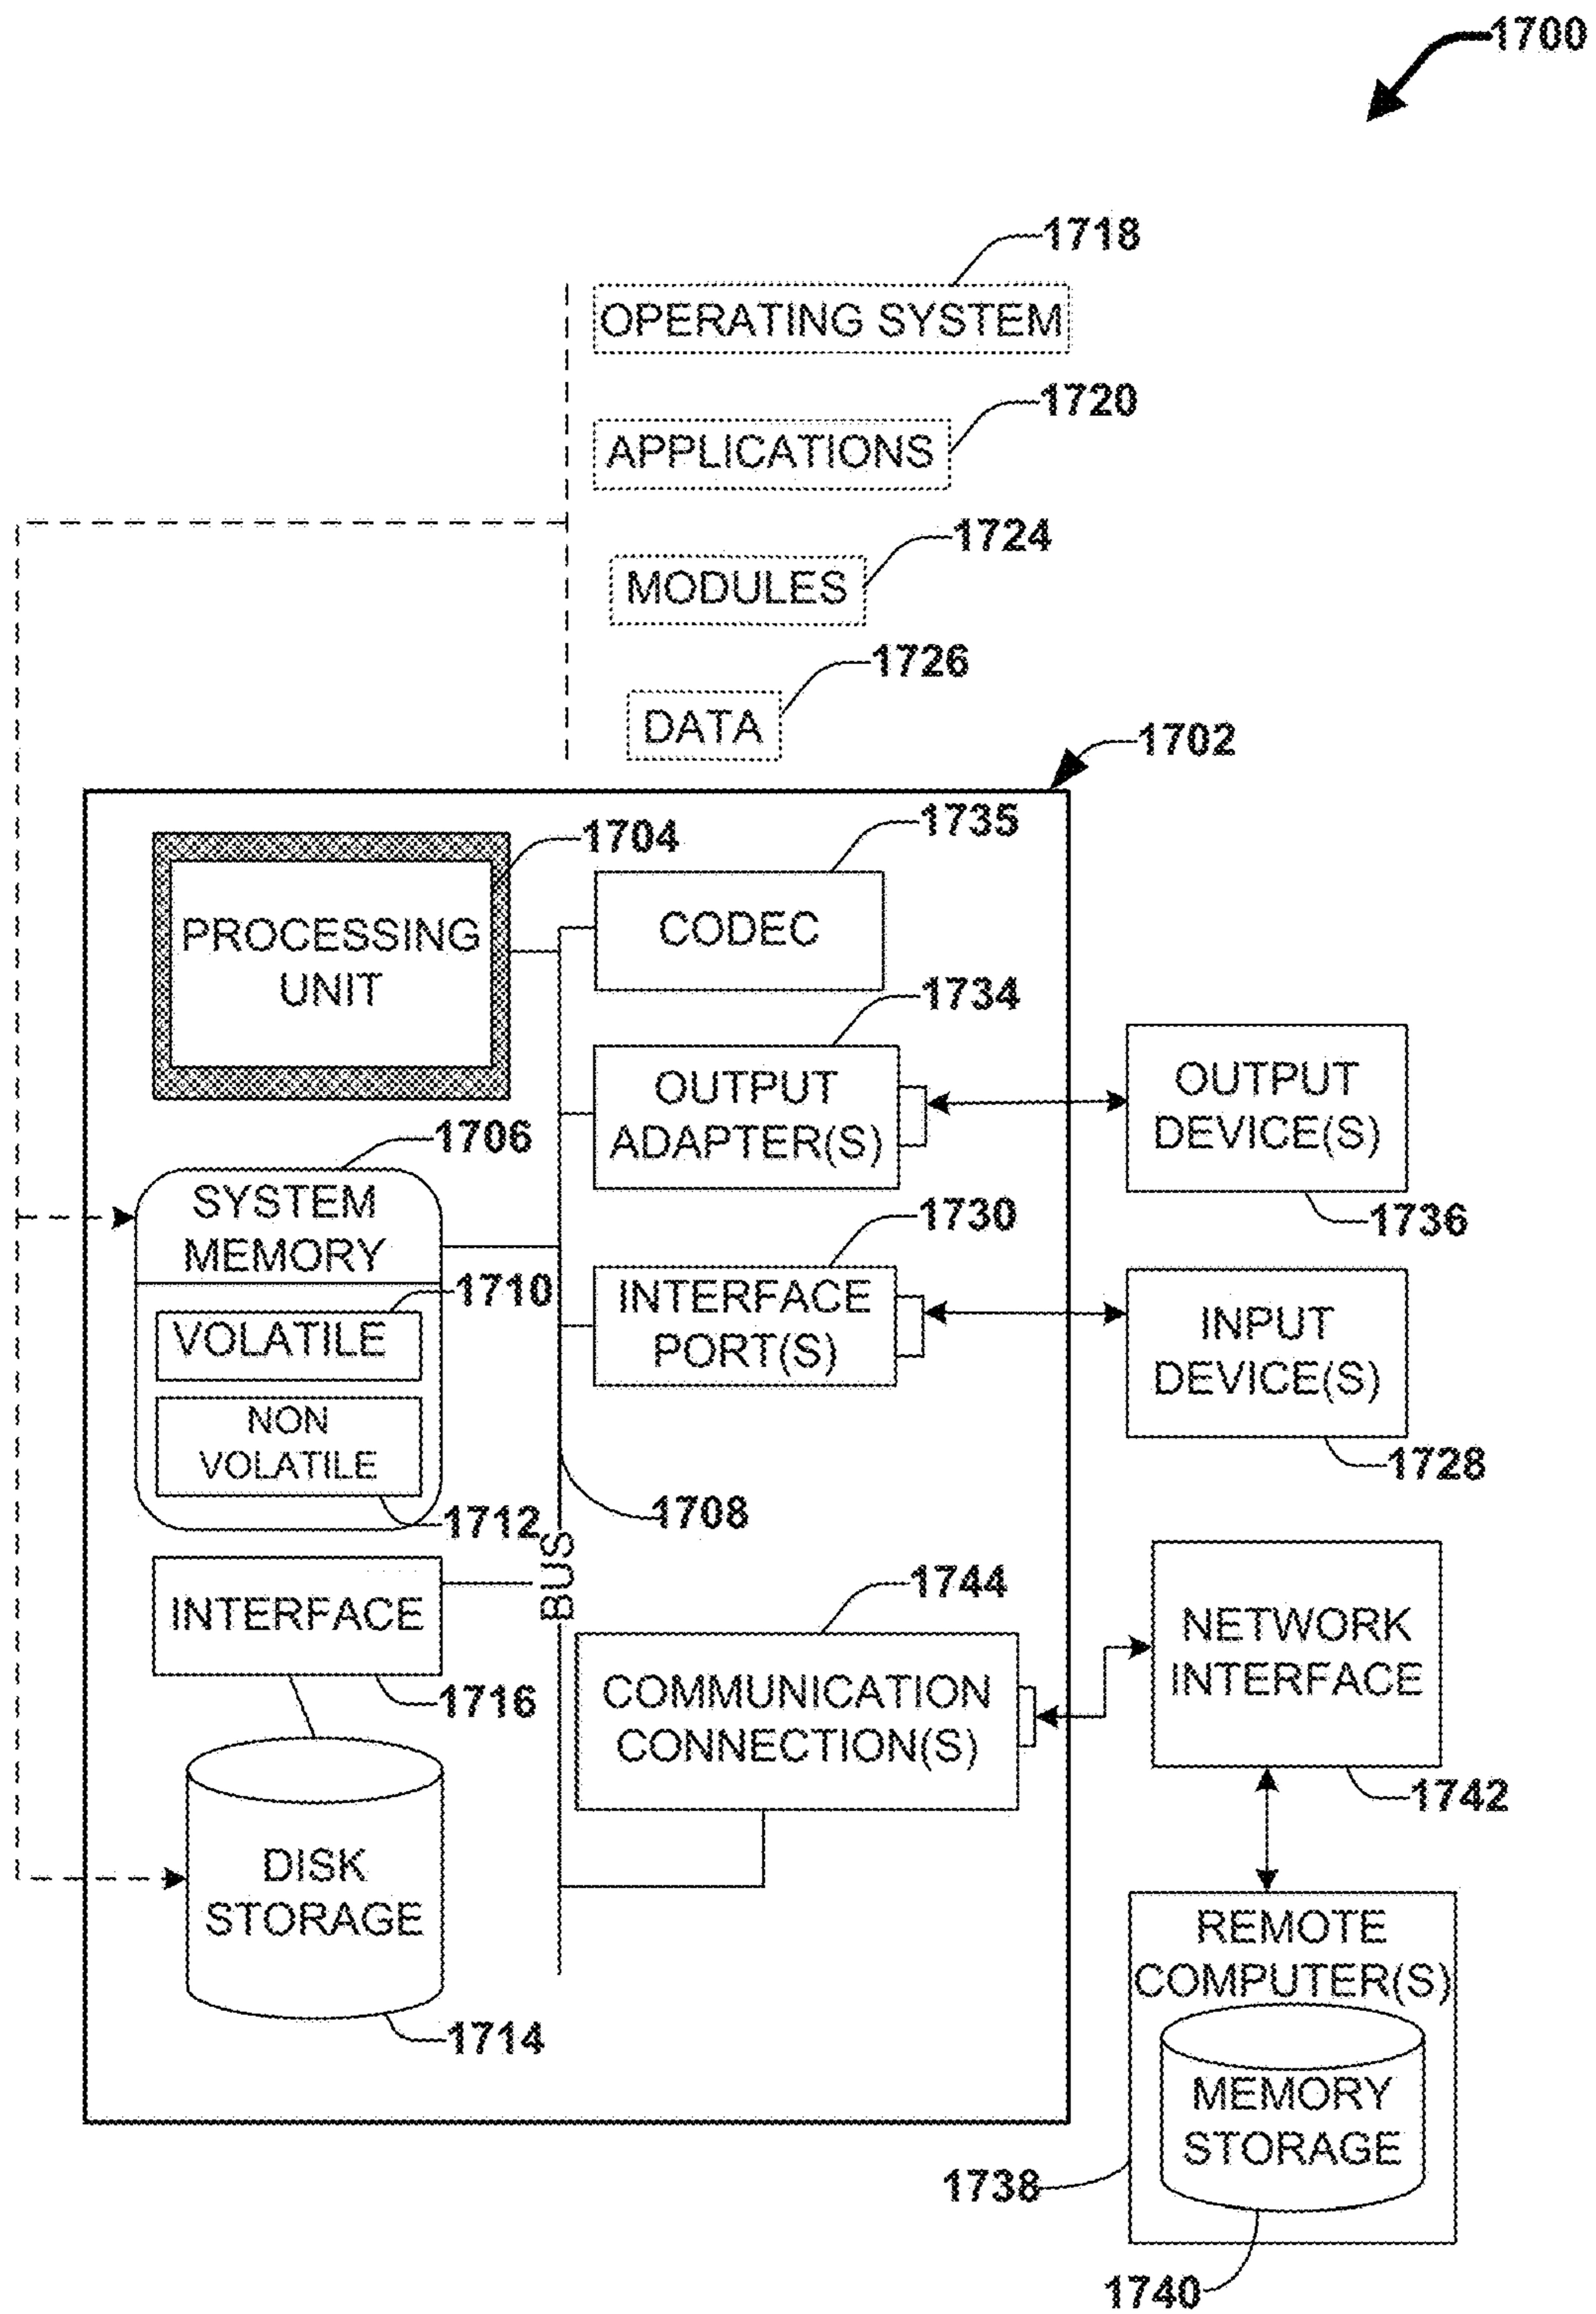 1700
1718
OPERATING SYSTEM
1720
APPLICATIONS
1724
MODULES
1726
DATA
1702
1704
PROCESSING
UNIT
1735
CODEC
1734
OUTPUT
ADAPTER(S)
OUTPUT
DEVICE(S)
1736
1706
SYSTEM
MEMORY
1710
VOLATILE
NON
VOLATILE
1712
1730
INTERFACE
PORT(S)
INPUT
DEVICE(S)
1728
1708
BUS
INTERFACE
1716
1744
COMMUNICATION
CONNECTION(S)
NETWORK
INTERFACE
1742
DISK
STORAGE
1714
REMOTE
COMPUTER(S)
MEMORY
STORAGE
1738
1740